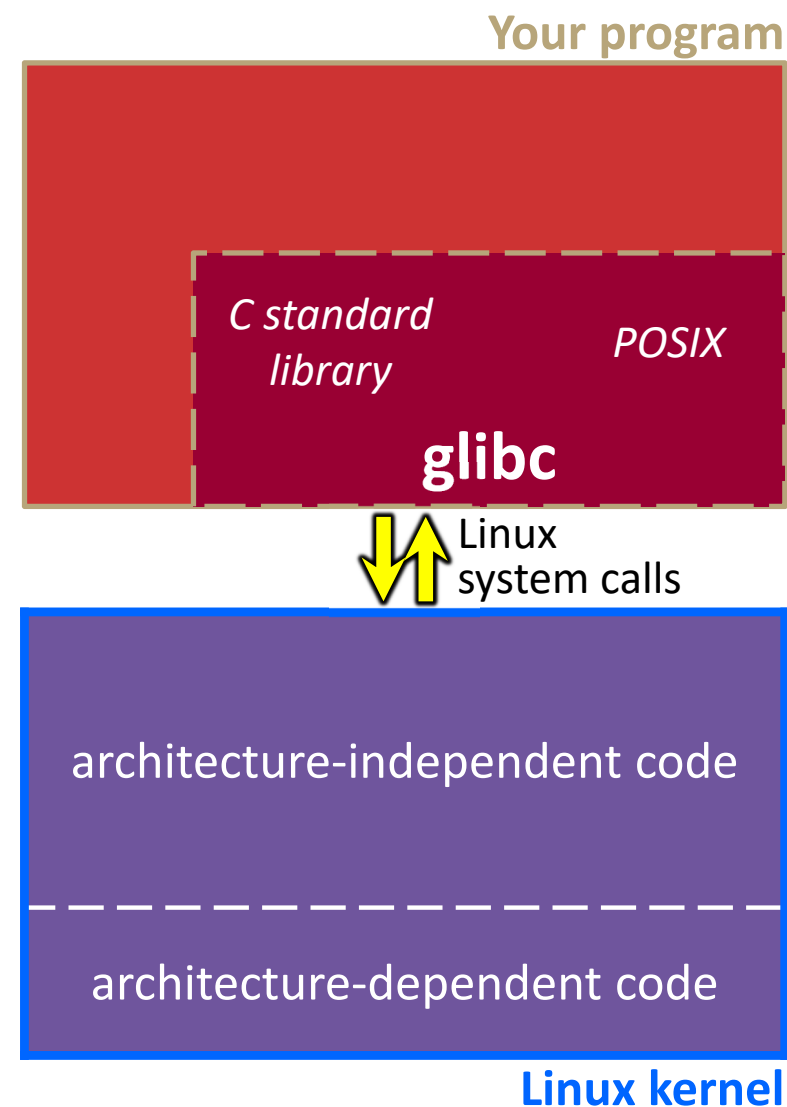 Your program
C standard
library
POSIX
glibc
Linux
system calls
architecture-independent code
architecture-dependent code
Linux kernel